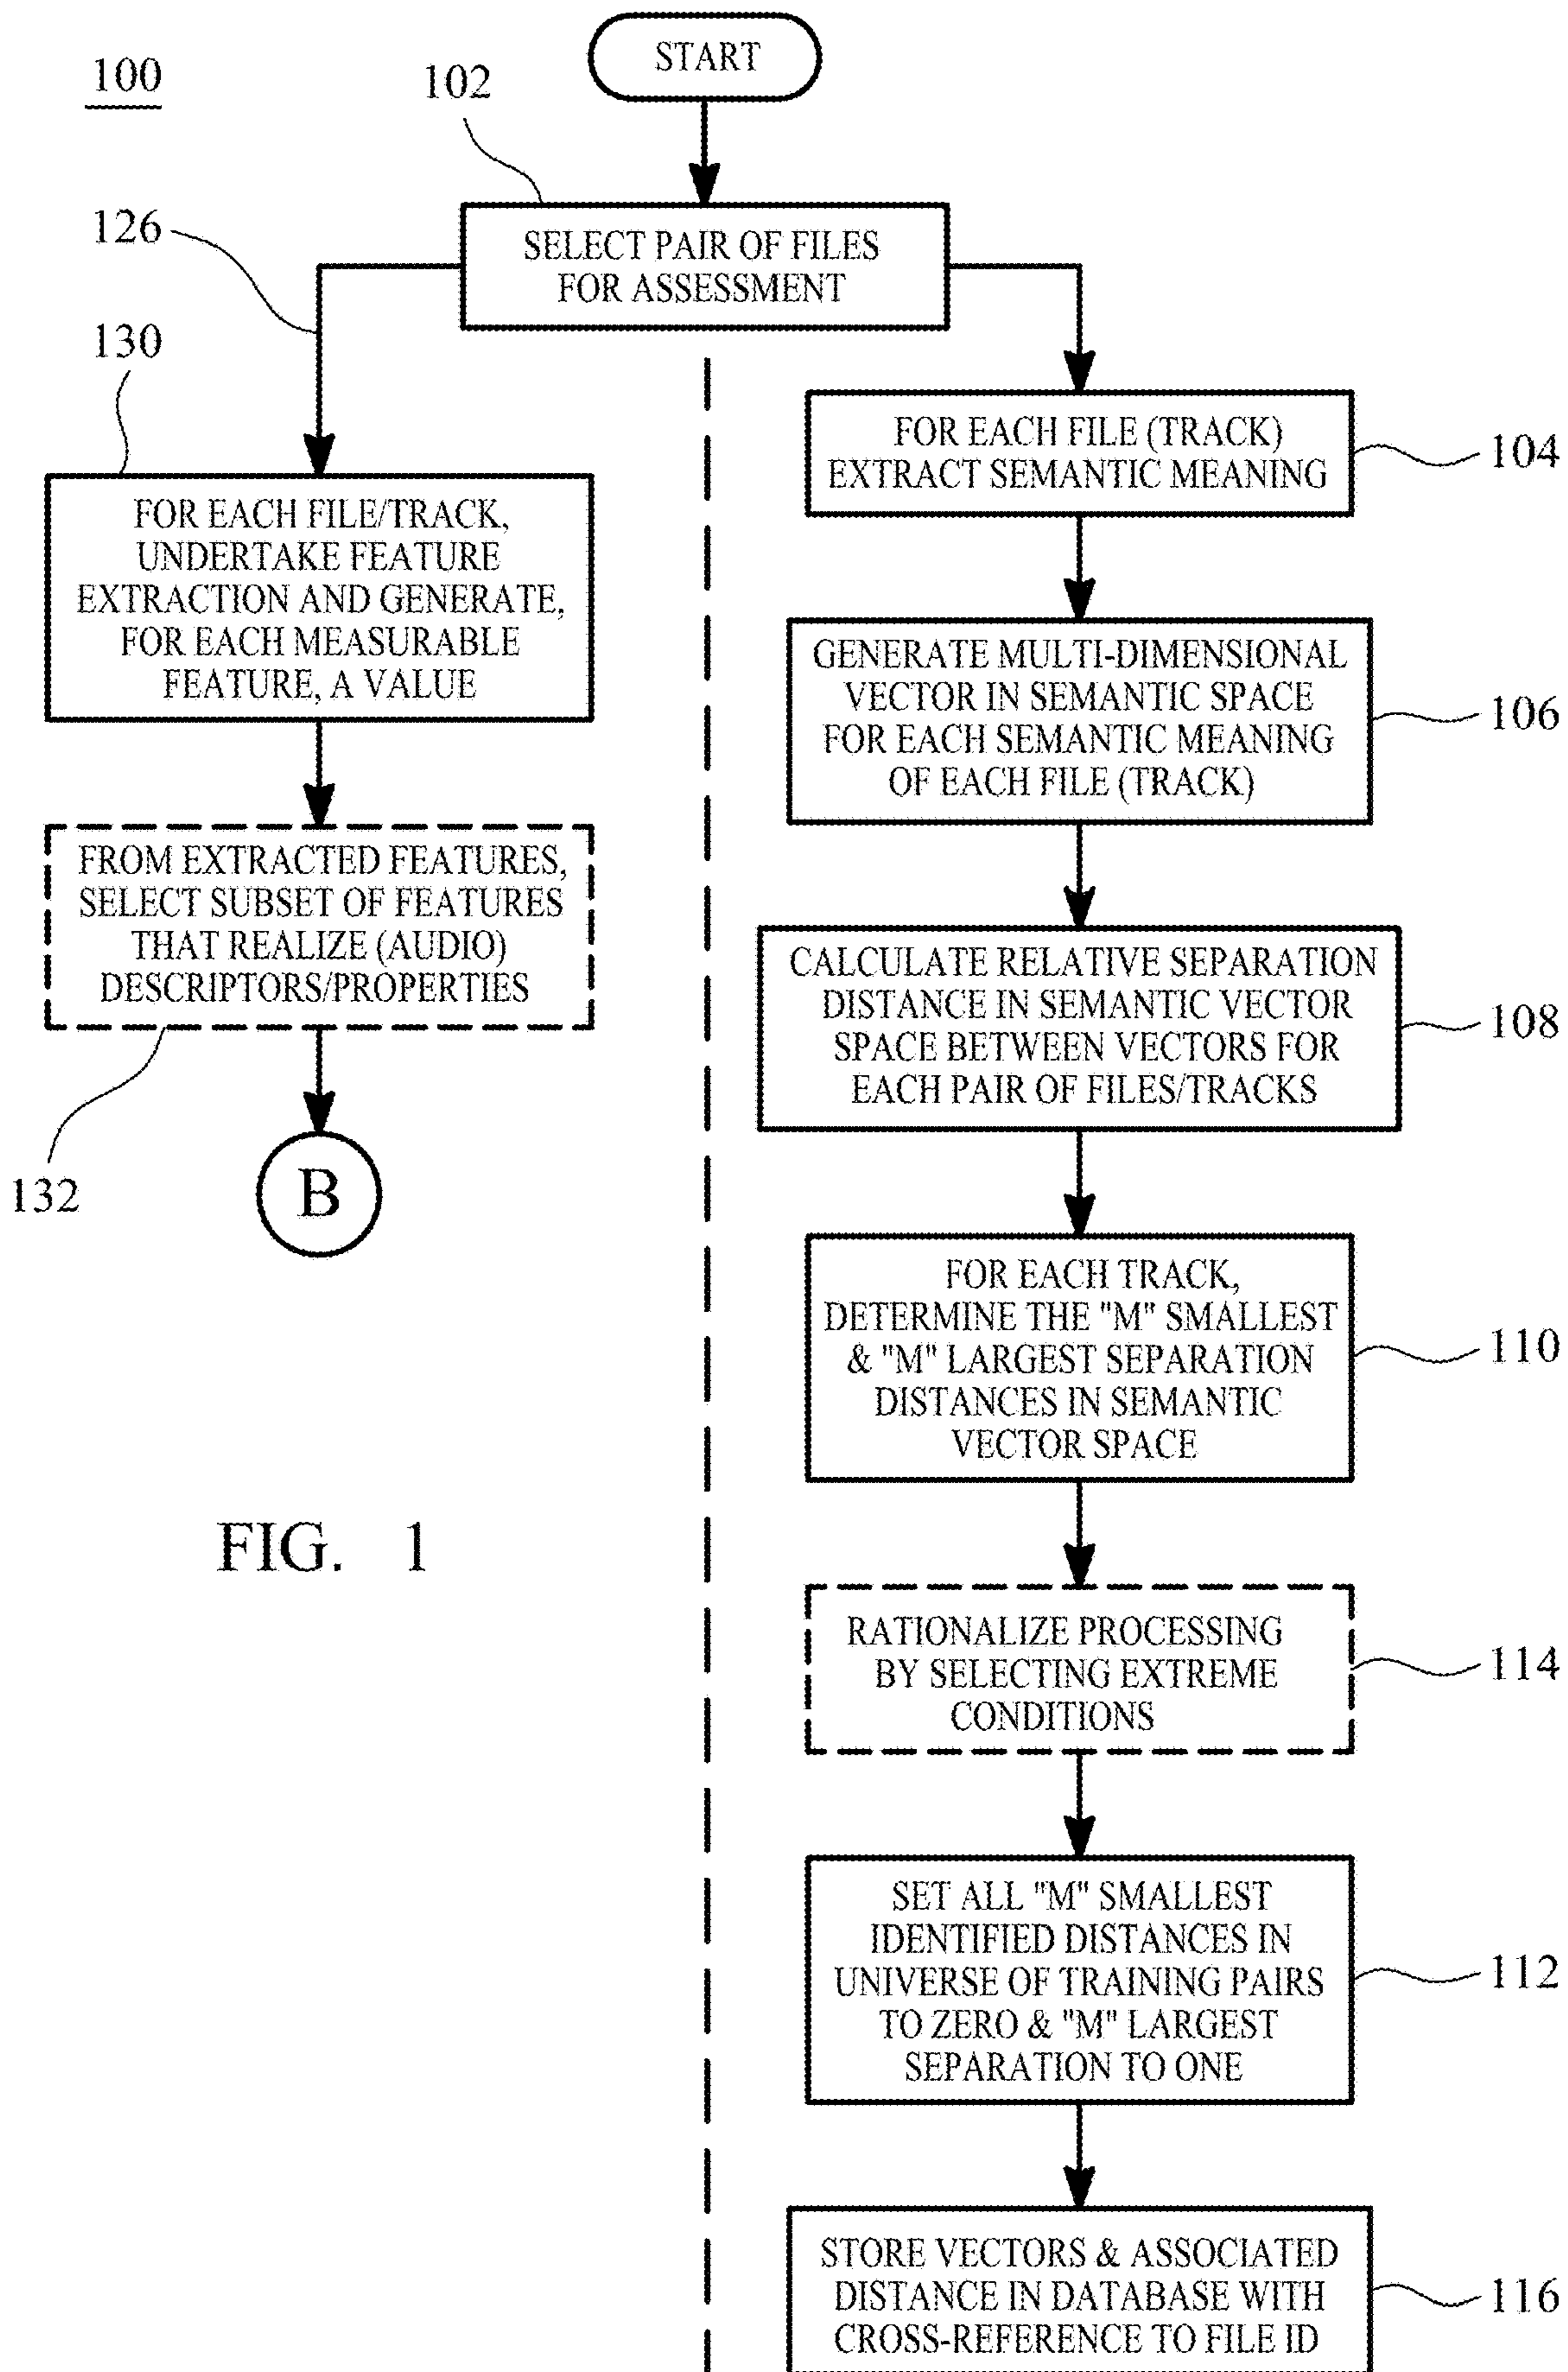 100
START
102
SELECT PAIR OF FILES
FOR ASSESSMENT
126
130
FOR EACH FILE/TRACK,
UNDERTAKE FEATURE
EXTRACTION AND GENERATE,
FOR EACH MEASURABLE
FEATURE, A VALUE
FROM EXTRACTED FEATURES,
SELECT SUBSET OF FEATURES
THAT REALIZE (AUDIO)
DESCRIPTORS/PROPERTIES
132
B
FOR EACH FILE (TRACK)
EXTRACT SEMANTIC MEANING
104
GENERATE MULTI-DIMENSIONAL
VECTOR IN SEMANTIC SPACE
FOR EACH SEMANTIC MEANING
OF EACH FILE (TRACK)
106
CALCULATE RELATIVE SEPARATION
DISTANCE IN SEMANTIC VECTOR
SPACE BETWEEN VECTORS FOR
EACH PAIR OF FILES/TRACKS
108
FOR EACH TRACK,
DETERMINE THE "M" SMALLEST
& "M" LARGEST SEPARATION
DISTANCES IN SEMANTIC
VECTOR SPACE
110
RATIONALIZE PROCESSING
BY SELECTING EXTREME
CONDITIONS
114
SET ALL "M" SMALLEST
IDENTIFIED DISTANCES IN
UNIVERSE OF TRAINING PAIRS
TO ZERO & "M" LARGEST
SEPARATION TO ONE
112
STORE VECTORS & ASSOCIATED
DISTANCE IN DATABASE WITH
CROSS-REFERENCE TO FILE ID
116
FIG. 1